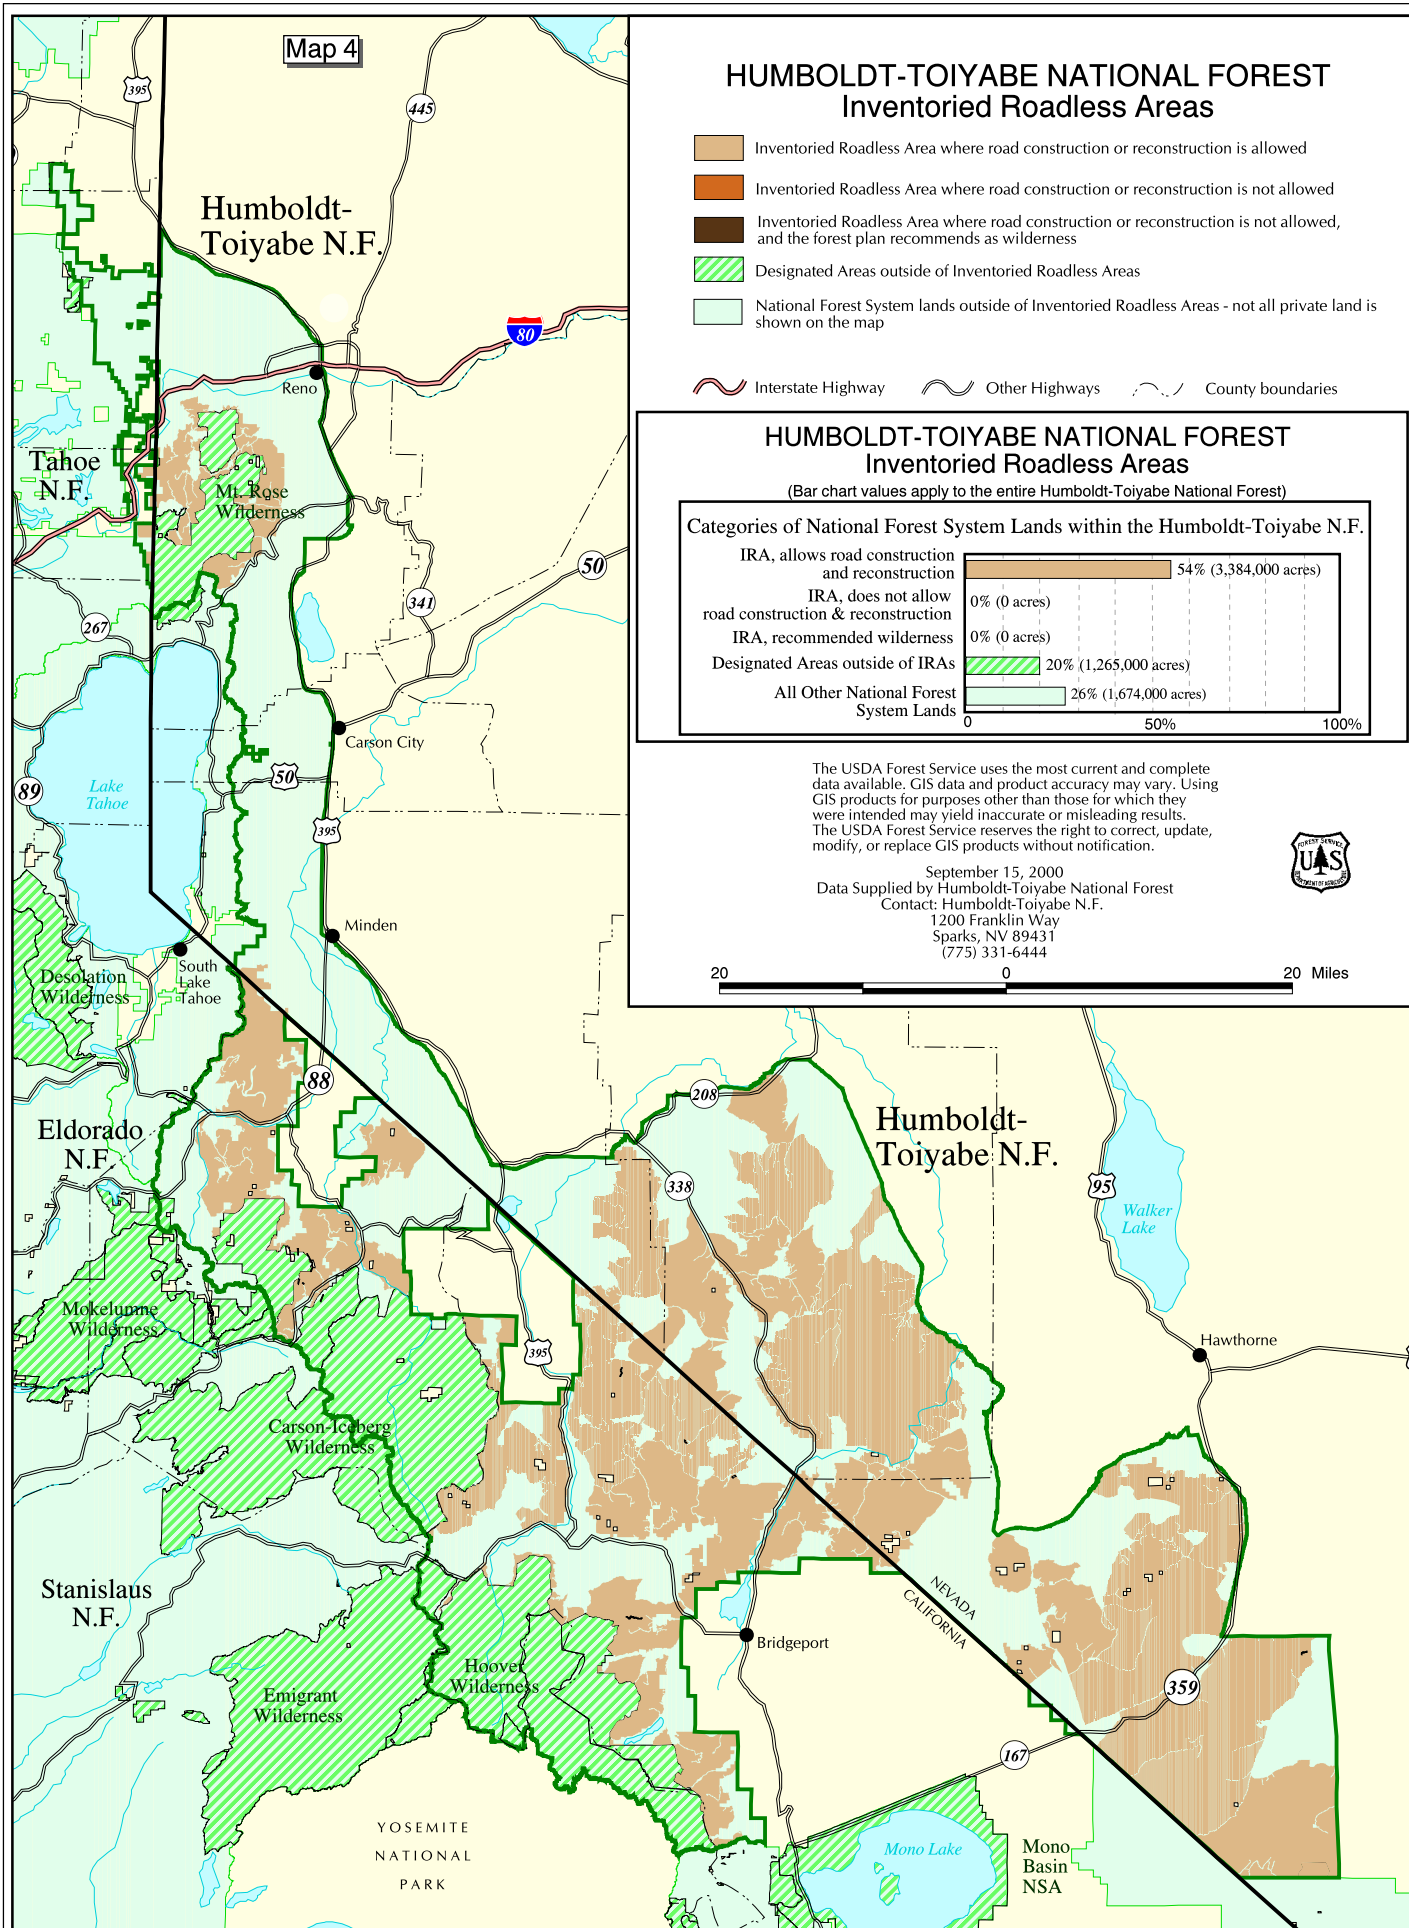 Map 4
HUMBOLDT-TOIYABE NATIONAL FOREST
Inventoried Roadless Areas
Inventoried Roadless Area where road construction or reconstruction is allowed
Inventoried Roadless Area where road construction or reconstruction is not allowed
Inventoried Roadless Area where road construction or reconstruction is not allowed,
and the forest plan recommends as wilderness
Designated Areas outside of Inventoried Roadless Areas
National Forest System lands outside of Inventoried Roadless Areas - not all private land is
shown on the map
Interstate Highway
Other Highways
County boundaries
HUMBOLDT-TOIYABE NATIONAL FOREST
Inventoried Roadless Areas
(Bar chart values apply to the entire Humboldt-Toiyabe National Forest)
Categories of National Forest System Lands within the Humboldt-Toiyabe N.F.
IRA, allows road construction
and reconstruction
54% (3,384,000 acres)
IRA, does not allow
road construction & reconstruction
0% (0 acres)
IRA, recommended wilderness
0% (0 acres)
Designated Areas outside of IRAs
20% (1,265,000 acres)
All Other National Forest
System Lands
26% (1,674,000 acres)
0
50%
100%
The USDA Forest Service uses the most current and complete
data available. GIS data and product accuracy may vary. Using
GIS products for purposes other than those for which they
were intended may yield inaccurate or misleading results.
The USDA Forest Service reserves the right to correct, update,
modify, or replace GIS products without notification.
FOREST SERVICE
U S
DEPARTMENT OF AGRICULTURE
September 15, 2000
Data Supplied by Humboldt-Toiyabe National Forest
Contact: Humboldt-Toiyabe N.F.
1200 Franklin Way
Sparks, NV 89431
(775) 331-6444
20
0
20 Miles
395
445
Humboldt-
Toiyabe N.F.
80
Reno
Tahoe
N.F.
Mt. Rose
Wilderness
50
341
267
Carson City
50
89
Lake
Tahoe
395
Minden
South
Lake
Tahoe
Desolation
Wilderness
88
208
Humboldt-
Toiyabe N.F.
Eldorado
N.F.
338
95
Walker
Lake
Mokelumne
Wilderness
395
Hawthorne
Carson-Iceberg
Wilderness
Stanislaus
N.F.
NEVADA
CALIFORNIA
Bridgeport
Hoover
Wilderness
Emigrant
Wilderness
359
167
YOSEMITE
NATIONAL
PARK
Mono Lake
Mono
Basin
NSA